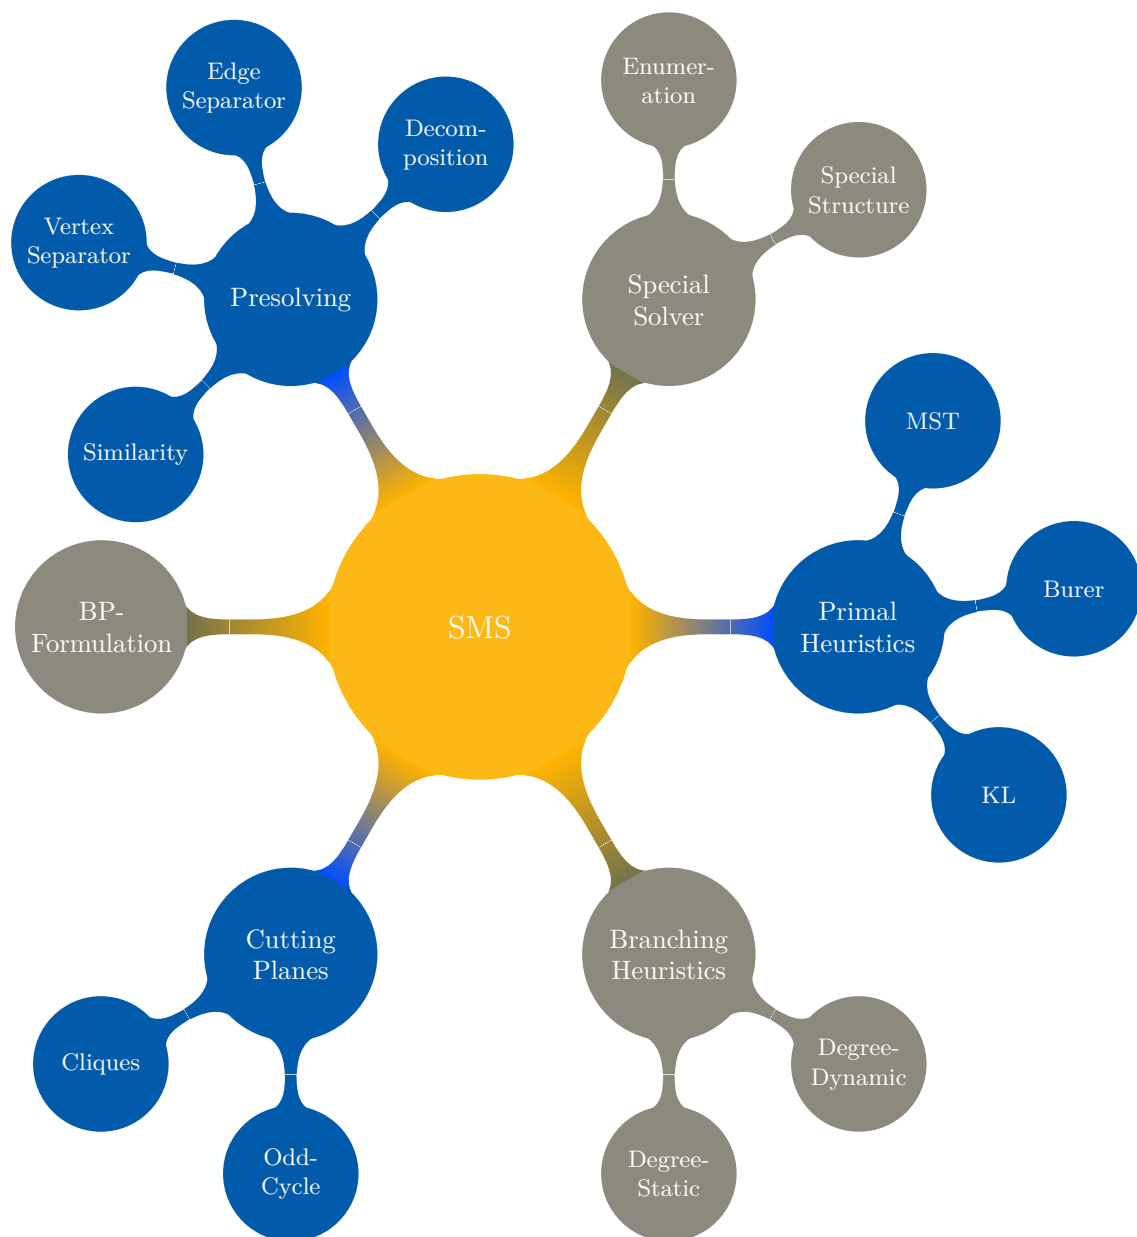 Edge
Separator
Decom-
position
Vertex
Separator
Presolving
Similarity
Enumer-
ation
Special
Structure
Special
Solver
MST
Burer
Primal
Heuristics
KL
SMS
BP-
Formulation
Cutting
Planes
Cliques
Odd-
Cycle
Branching
Heuristics
Degree-
Dynamic
Degree-
Static